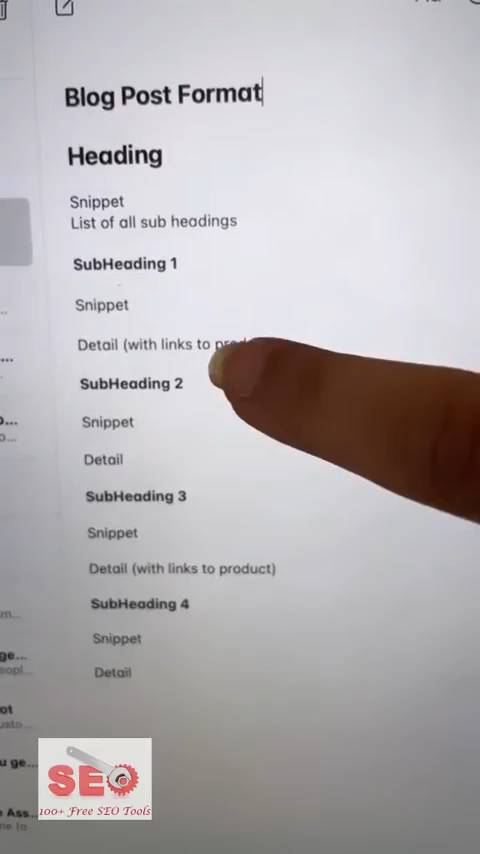 Blog Post Format
Heading
Snippet
List of all sub headings
SubHeading 1
Snippet
Detail (with links to
SubHeading 2
Snippet
Detail
SubHeading 3
Snippet
Detail (with links to product)
SubHeading 4
Snippet
Detail
SEO
100+ Free SEO Tools